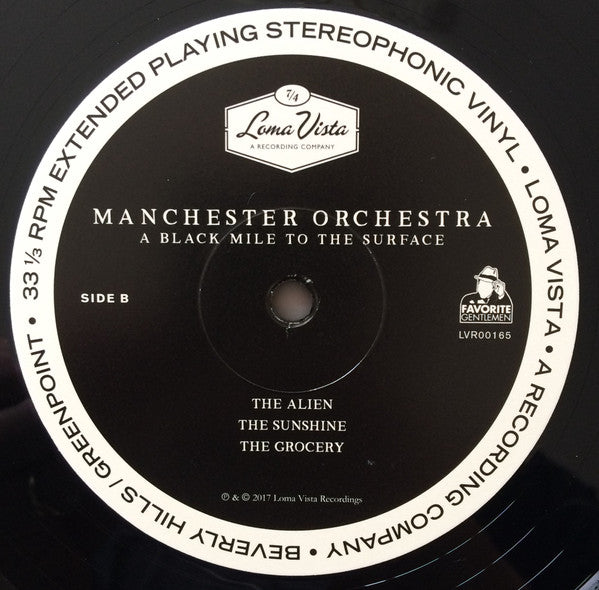 33 ⅓ RPM EXTENDED PLAYING STEREOPHONIC VINYL • LOMA VISTA • A RECORDING COMPANY • BEVERLY HILLS / GREENPOINT •
7/4
Loma Vista
A RECORDING COMPANY
MANCHESTER ORCHESTRA
A BLACK MILE TO THE SURFACE
SIDE B
FAVORITE
GENTLEMEN
LVR00165
THE ALIEN
THE SUNSHINE
THE GROCERY
℗ & © 2017 Loma Vista Recordings